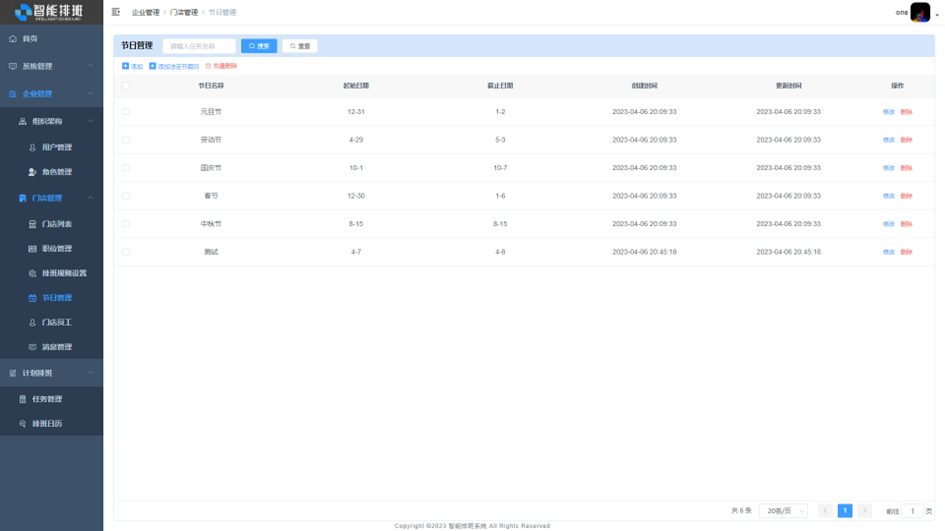 智能排班
INTELLIGENT SCHEDULING
企业管理 / 门店管理 / 节日管理
one
首页
系统管理
企业管理
组织架构
用户管理
角色管理
门店管理
门店列表
职位管理
排班规则设置
节日管理
门店员工
消息管理
计划排班
任务管理
排班日历
节日管理 请输入任务名称 搜索 重置
添加 添加法定节假日 批量删除
节日名称 起始日期 截止日期 创建时间 更新时间 操作
元旦节 12-31 1-2 2023-04-06 20:09:33 2023-04-06 20:09:33 修改 删除
劳动节 4-29 5-3 2023-04-06 20:09:33 2023-04-06 20:09:33 修改 删除
国庆节 10-1 10-7 2023-04-06 20:09:33 2023-04-06 20:09:33 修改 删除
春节 12-30 1-6 2023-04-06 20:09:33 2023-04-06 20:09:33 修改 删除
中秋节 8-15 8-15 2023-04-06 20:09:33 2023-04-06 20:09:33 修改 删除
测试 4-7 4-8 2023-04-06 20:45:18 2023-04-06 20:45:18 修改 删除
共 6 条 20条/页 1 前往 1 页
Copyright ©2023 智能排班系统 All Rights Reserved